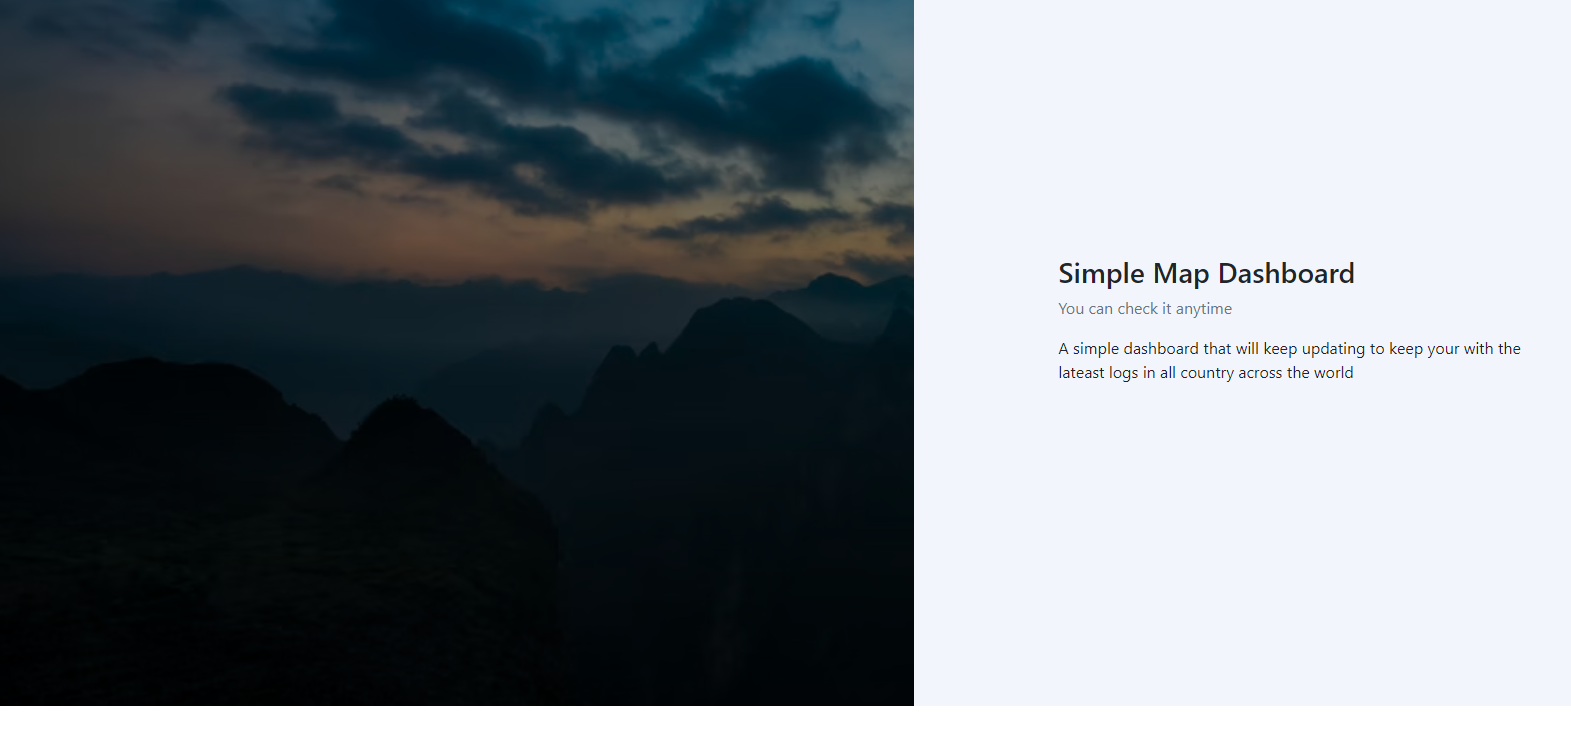 Simple Map Dashboard
You can check it anytime
A simple dashboard that will keep updating to keep your with the
lateast logs in all country across the world